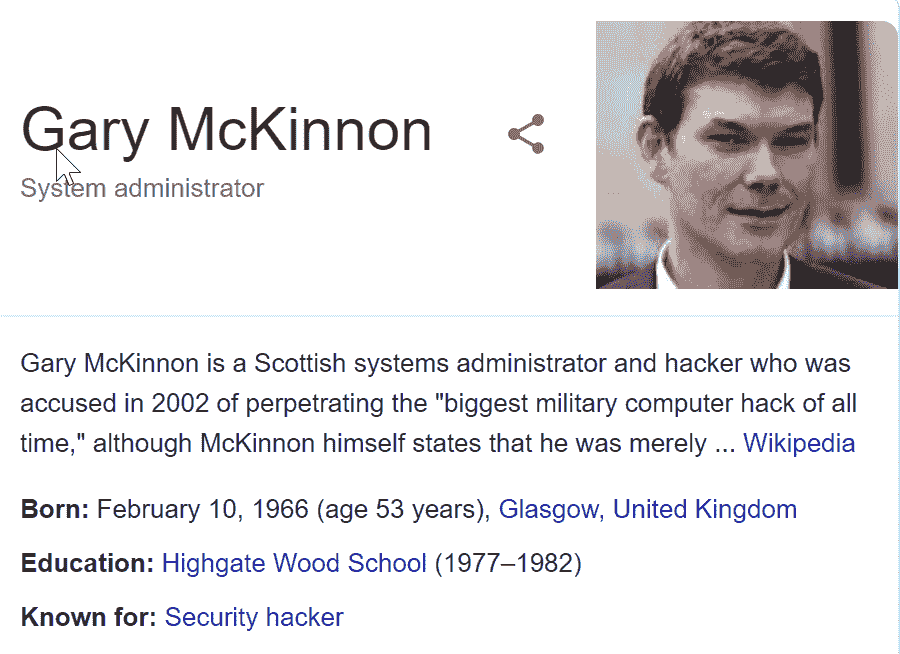 Gary McKinnon
System administrator
Gary McKinnon is a Scottish systems administrator and hacker who was
accused in 2002 of perpetrating the "biggest military computer hack of all
time," although McKinnon himself states that he was merely ... Wikipedia
Born: February 10, 1966 (age 53 years), Glasgow, United Kingdom
Education: Highgate Wood School (1977–1982)
Known for: Security hacker